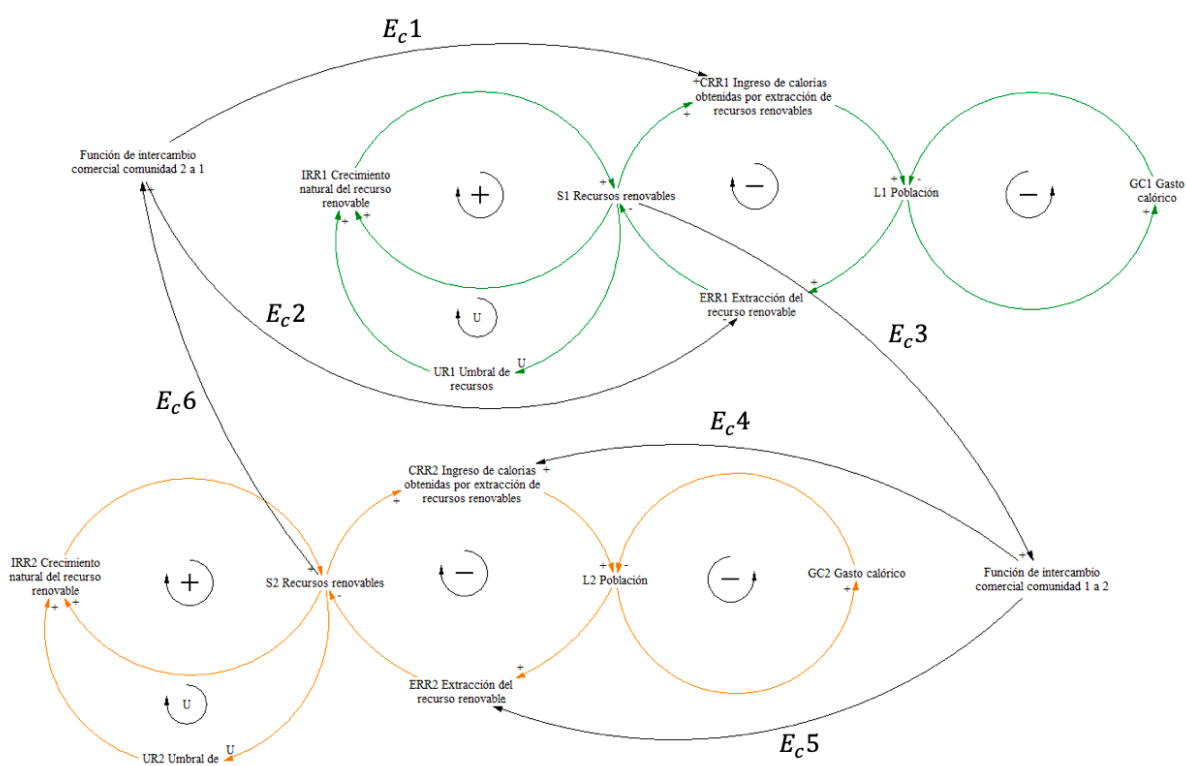 E_c1
+CRR1 Ingreso de calorías
obtenidas por extracción de
recursos renovables
+
Función de intercambio
comercial comunidad 2 a 1
+
IRR1 Crecimiento
natural del recurso
renovable
+ +
+
+
S1 Recursos renovables
-
−
+ -
L1 Población
−
GC1 Gasto
calórico
+
E_c2
U
ERR1 Extracción del
recurso renovable
+
-
E_c3
UR1 Umbral de
recursos
U
E_c6
E_c4
CRR2 Ingreso de calorías
obtenidas por extracción de
recursos renovables
+
+
IRR2 Crecimiento
natural del recurso
renovable
+ +
+
+ +
S2 Recursos renovables
-
−
+ -
L2 Población
−
GC2 Gasto calórico
+
+
Función de intercambio
comercial comunidad 1 a 2
+
ERR2 Extracción del
recurso renovable
-
U
E_c5
UR2 Umbral de
U